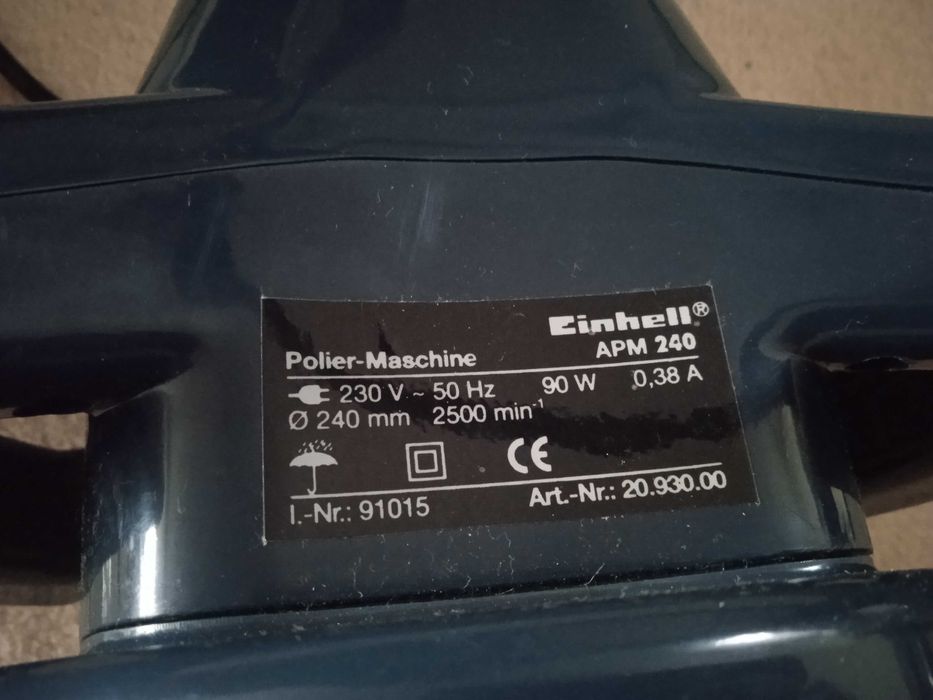 Einhell®
Polier-Maschine APM 240
230 V ~ 50 Hz 90 W 0,38 A
Ø 240 mm 2500 min⁻¹
CE
I.-Nr.: 91015 Art.-Nr.: 20.930.00